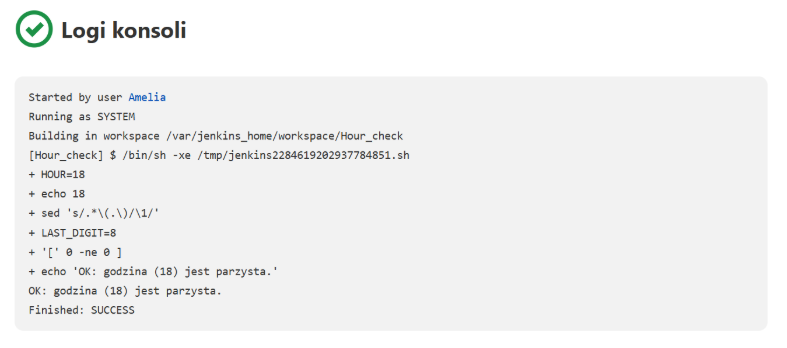 Logi konsoli
Started by user Amelia
Running as SYSTEM
Building in workspace /var/jenkins_home/workspace/Hour_check
[Hour_check] $ /bin/sh -xe /tmp/jenkins2284619202937784851.sh
+ HOUR=18
+ echo 18
+ sed 's/.*\(.\)/\1/'
+ LAST_DIGIT=8
+ '[' 0 -ne 0 ]
+ echo 'OK: godzina (18) jest parzysta.'
OK: godzina (18) jest parzysta.
Finished: SUCCESS